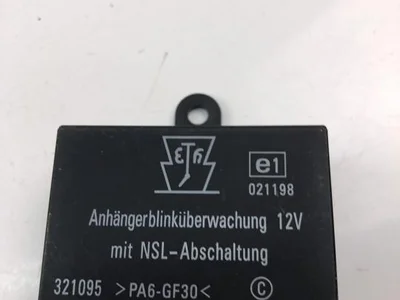 e1
021198
Anhängerblinküberwachung 12V
mit NSL-Abschaltung
321095 >PA6-GF30< C